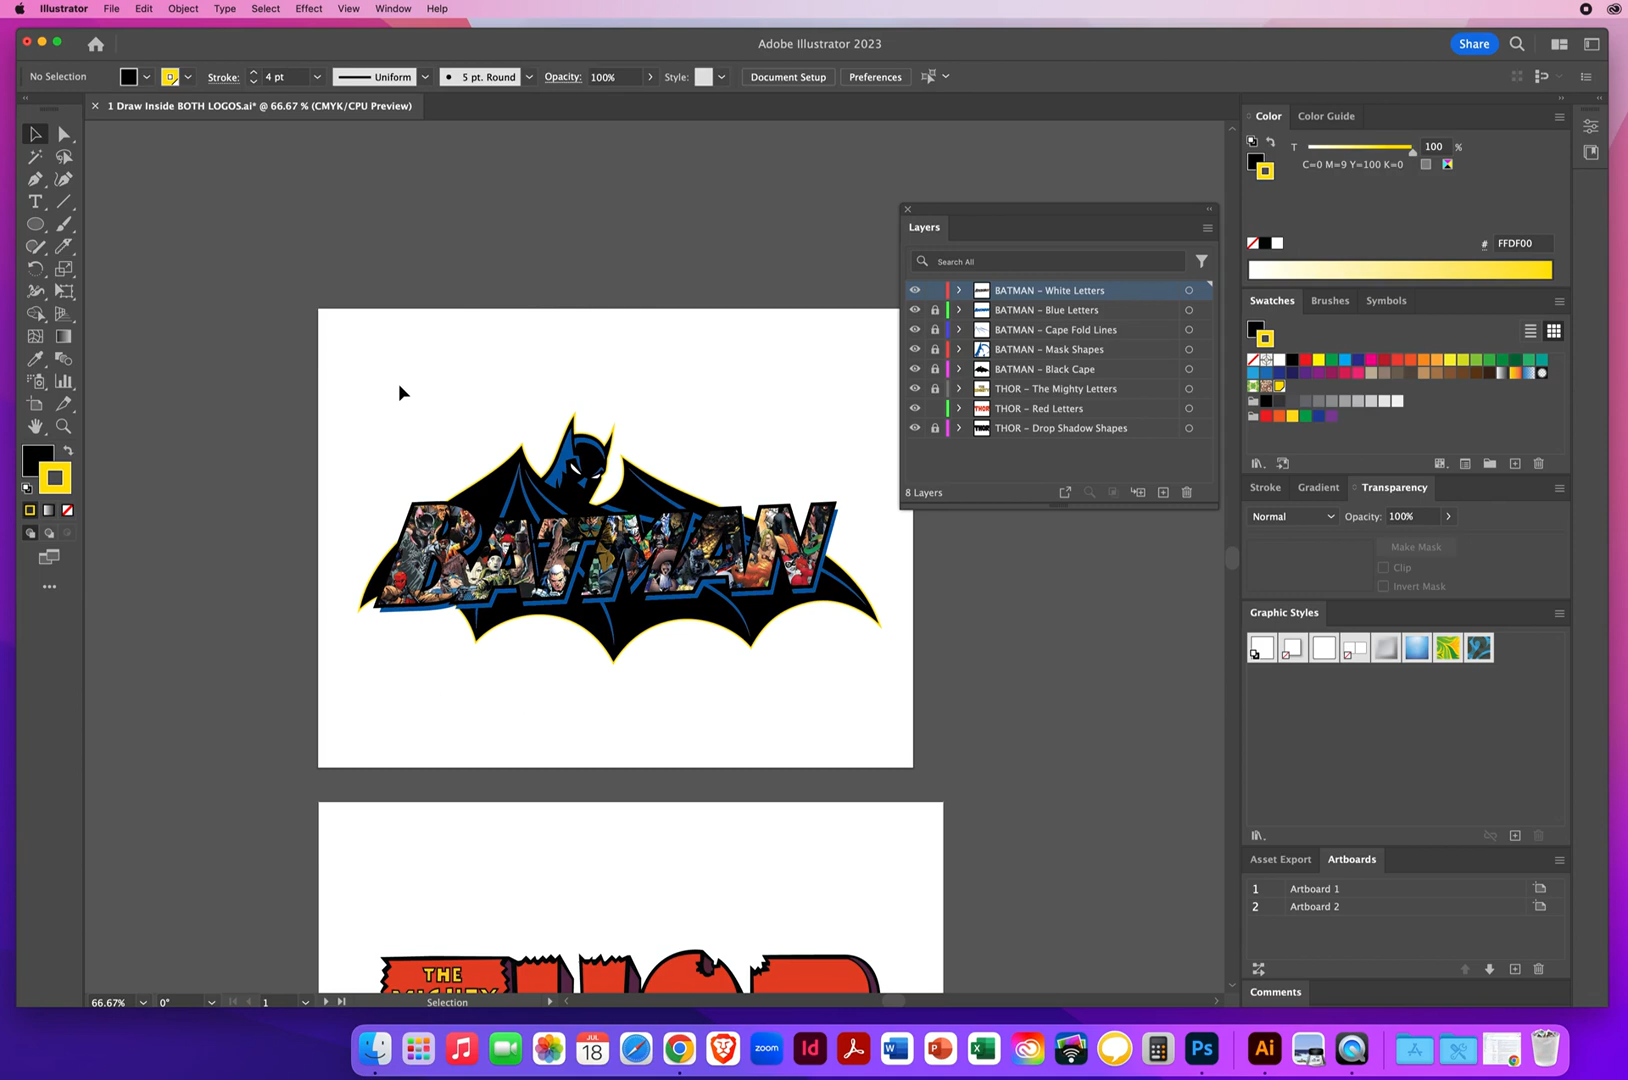 Illustrator File Edit Object Type Select Effect View Window Help
Adobe Illustrator 2023
Share
No Selection
Stroke: 4 pt
Uniform
5 pt. Round
Opacity: 100%
Style:
Document Setup
Preferences
1 Draw Inside BOTH LOGOS.ai* @ 66.67 % (CMYK/CPU Preview)
BATMAN
THE
MIGHTY
66.67%
0°
1
Selection
Layers
Search All
BATMAN – White Letters
BATMAN – Blue Letters
BATMAN – Cape Fold Lines
BATMAN – Mask Shapes
BATMAN – Black Cape
THOR – The Mighty Letters
THOR – Red Letters
THOR – Drop Shadow Shapes
8 Layers
Color Color Guide
T 100 %
C=0 M=9 Y=100 K=0
# FFDF00
Swatches Brushes Symbols
Stroke Gradient Transparency
Normal Opacity: 100%
Make Mask
Clip
Invert Mask
Graphic Styles
Asset Export Artboards
1 Artboard 1
2 Artboard 2
Comments
JUL
18
zoom
Id
W
P
X
Ps
Ai